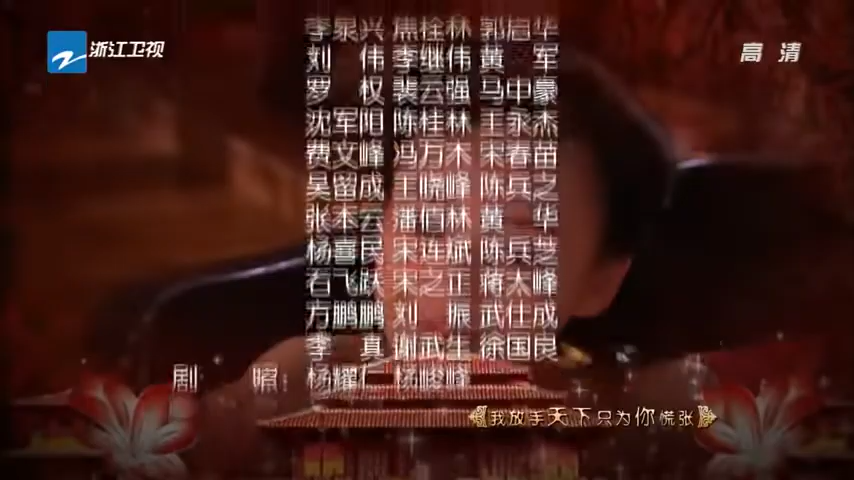 李泉兴 焦栓林 郭启华
浙江卫视
高清
刘 伟 李继伟 黄 军
罗 权 裴云强 马申豪
沈军阳 陈桂林 王永杰
费文峰 冯万木 宋春苗
吴留成 王晓峰 陈兵之
张木云 潘伯林 黄 华
杨喜民 宋连斌 陈兵芝
石飞跃 宋之正 蒋太峰
方鹏鹏 刘 振 武仕成
李 真 谢武生 徐国良
剧 照：杨耀仁 杨峻峰
我放手天下只为你慌张